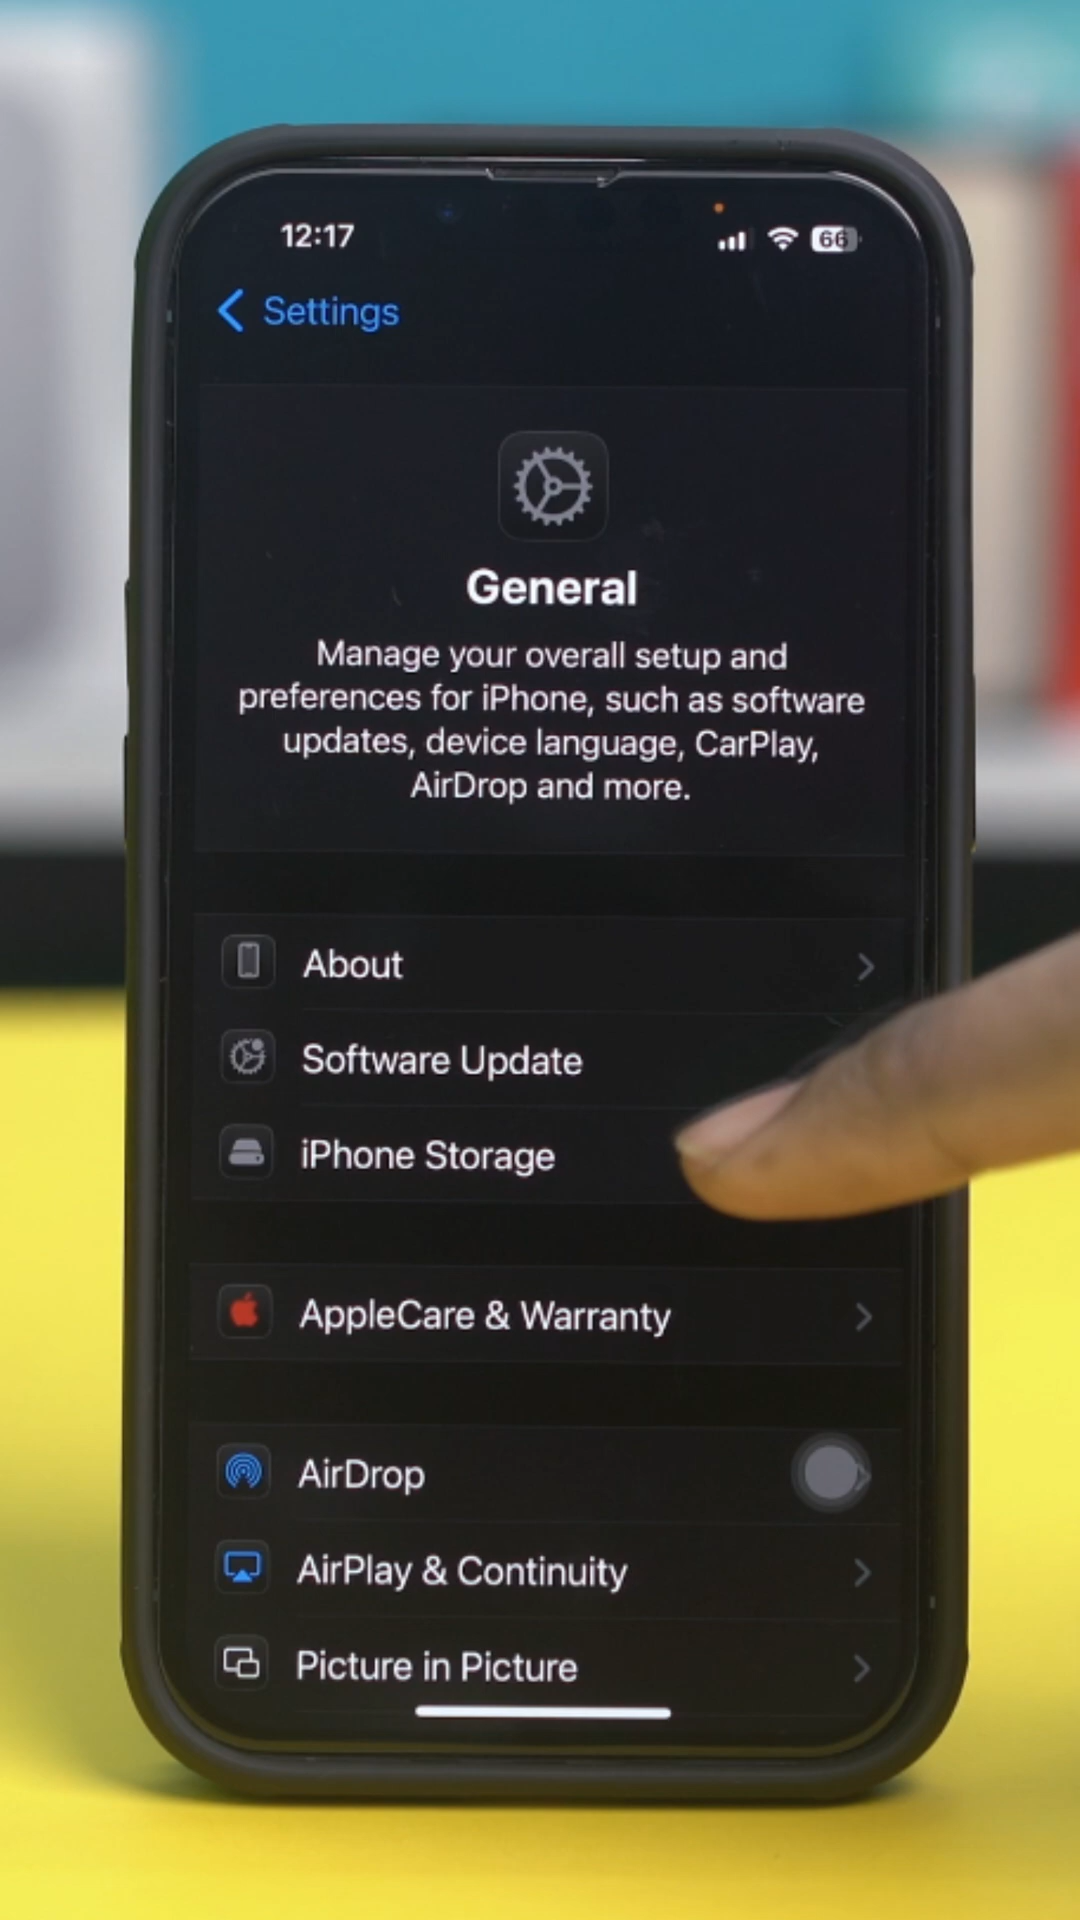 12:17
66
Settings
General
Manage your overall setup and
preferences for iPhone, such as software
updates, device language, CarPlay,
AirDrop and more.
About
Software Update
iPhone Storage
AppleCare & Warranty
AirDrop
AirPlay & Continuity
Picture in Picture